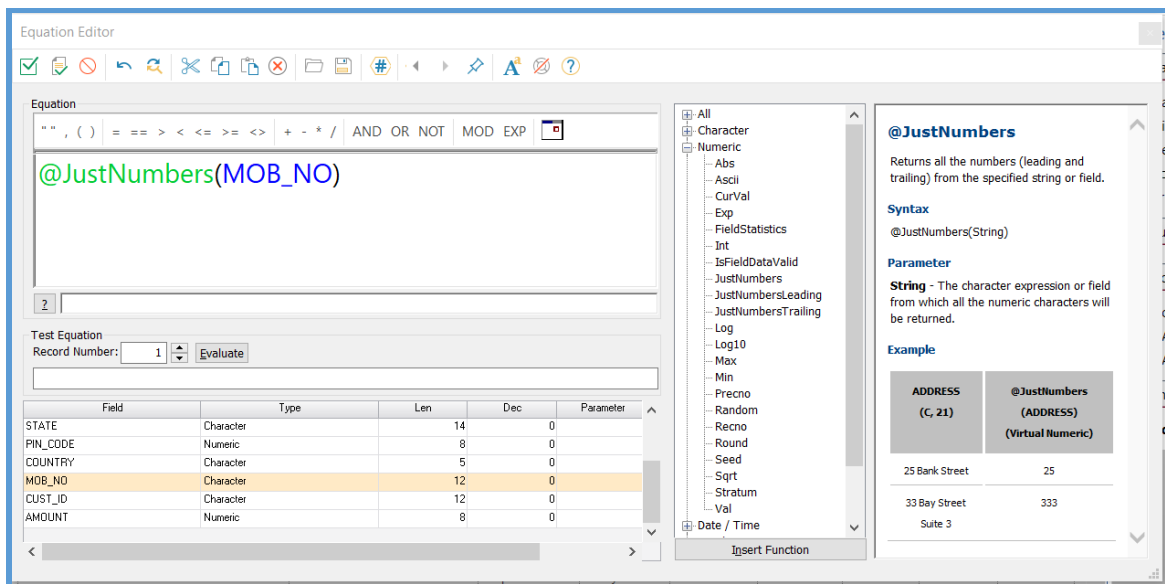 Equation Editor
Equation
" " , ( ) = == > < <= >= <> + - * / AND OR NOT MOD EXP
@JustNumbers(MOB_NO)
?
Test Equation
Record Number: 1 Evaluate
Field Type Len Dec Parameter
STATE Character 14 0
PIN_CODE Numeric 8 0
COUNTRY Character 5 0
MOB_NO Character 12 0
CUST_ID Character 12 0
AMOUNT Numeric 8 0
All
Character
Numeric
Abs
Ascii
CurVal
Exp
FieldStatistics
Int
IsFieldDataValid
JustNumbers
JustNumbersLeading
JustNumbersTrailing
Log
Log10
Max
Min
Precno
Random
Recno
Round
Seed
Sqrt
Stratum
Val
Date / Time
Insert Function
@JustNumbers
Returns all the numbers (leading and
trailing) from the specified string or field.
Syntax
@JustNumbers(String)
Parameter
String - The character expression or field
from which all the numeric characters will
be returned.
Example
ADDRESS @JustNumbers
(C, 21) (ADDRESS)
(Virtual Numeric)
25 Bank Street 25
33 Bay Street 333
Suite 3